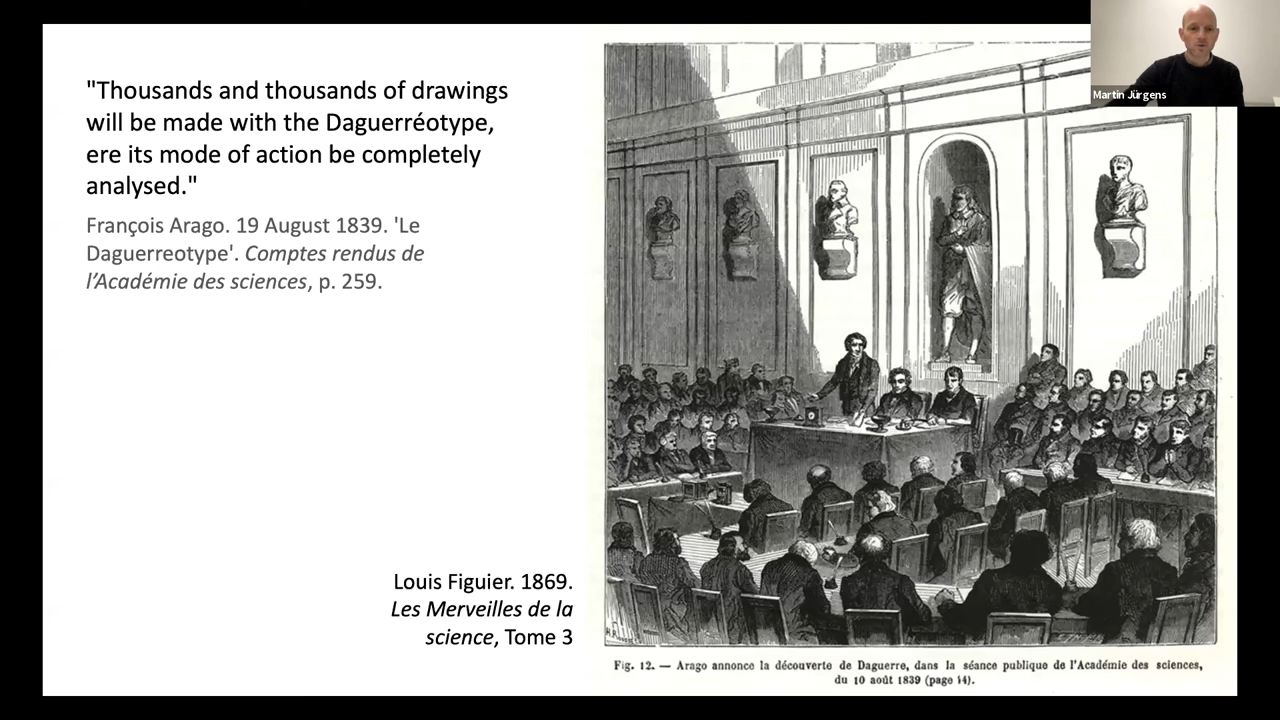 "Thousands and thousands of drawings
will be made with the Daguerréotype,
ere its mode of action be completely
analysed."
François Arago. 19 August 1839. 'Le
Daguerreotype'. Comptes rendus de
l’Académie des sciences, p. 259.
Louis Figuier. 1869.
Les Merveilles de la
science, Tome 3
Martin Jürgens
Fig. 12. — Arago annonce la découverte de Daguerre, dans la séance publique de l'Académie des sciences,
du 10 août 1839 (page 14).